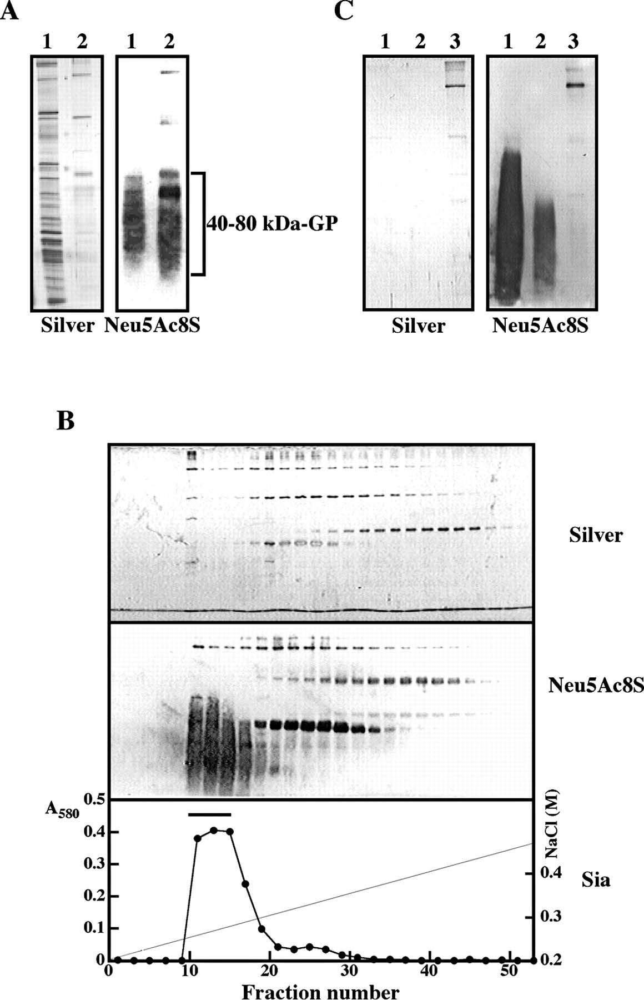 A
C
1 2
1 2
1 2 3
1 2 3
40-80 kDa-GP
Silver
Neu5Ac8S
Silver
Neu5Ac8S
B
Silver
Neu5Ac8S
A580
0.5
0.4
0.3
0.2
0.1
0
NaCl (M)
0.4
0.3
0.2
Sia
0 10 20 30 40 50
Fraction number